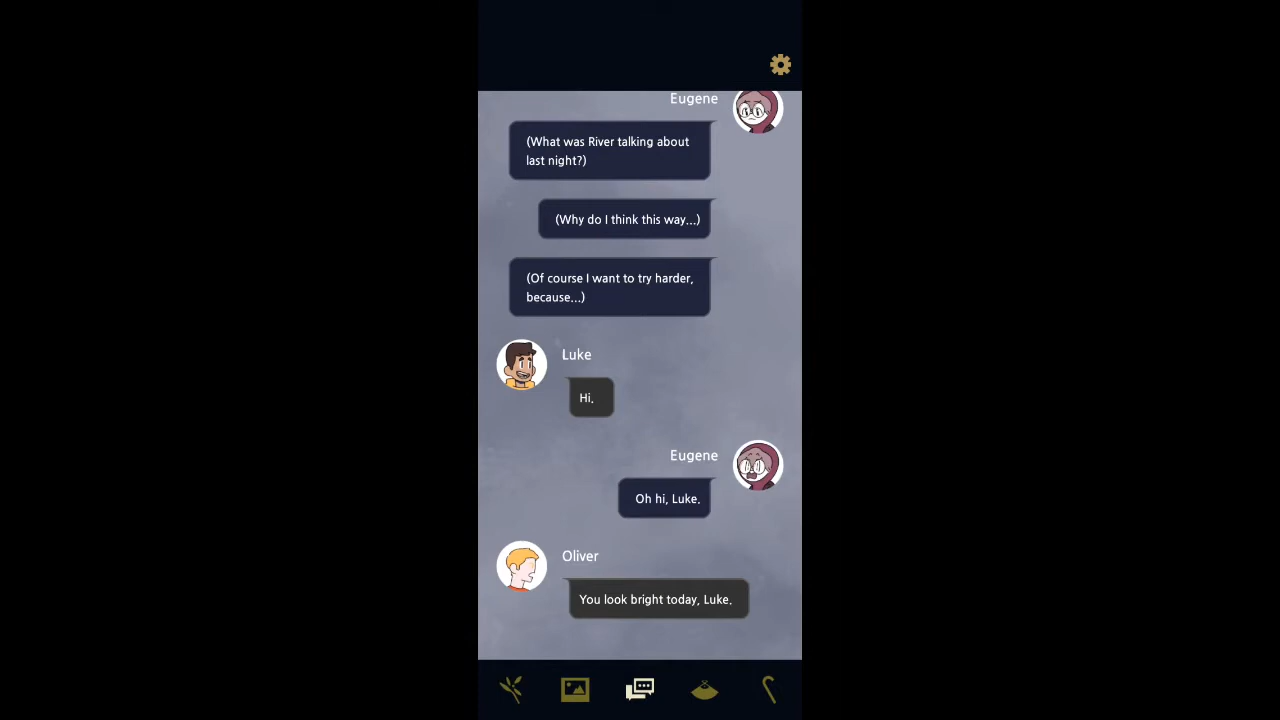 Eugene
(What was River talking about
last night?)
(Why do I think this way...)
(Of course I want to try harder,
because...)
Luke
Hi.
Eugene
Oh hi, Luke.
Oliver
You look bright today, Luke.